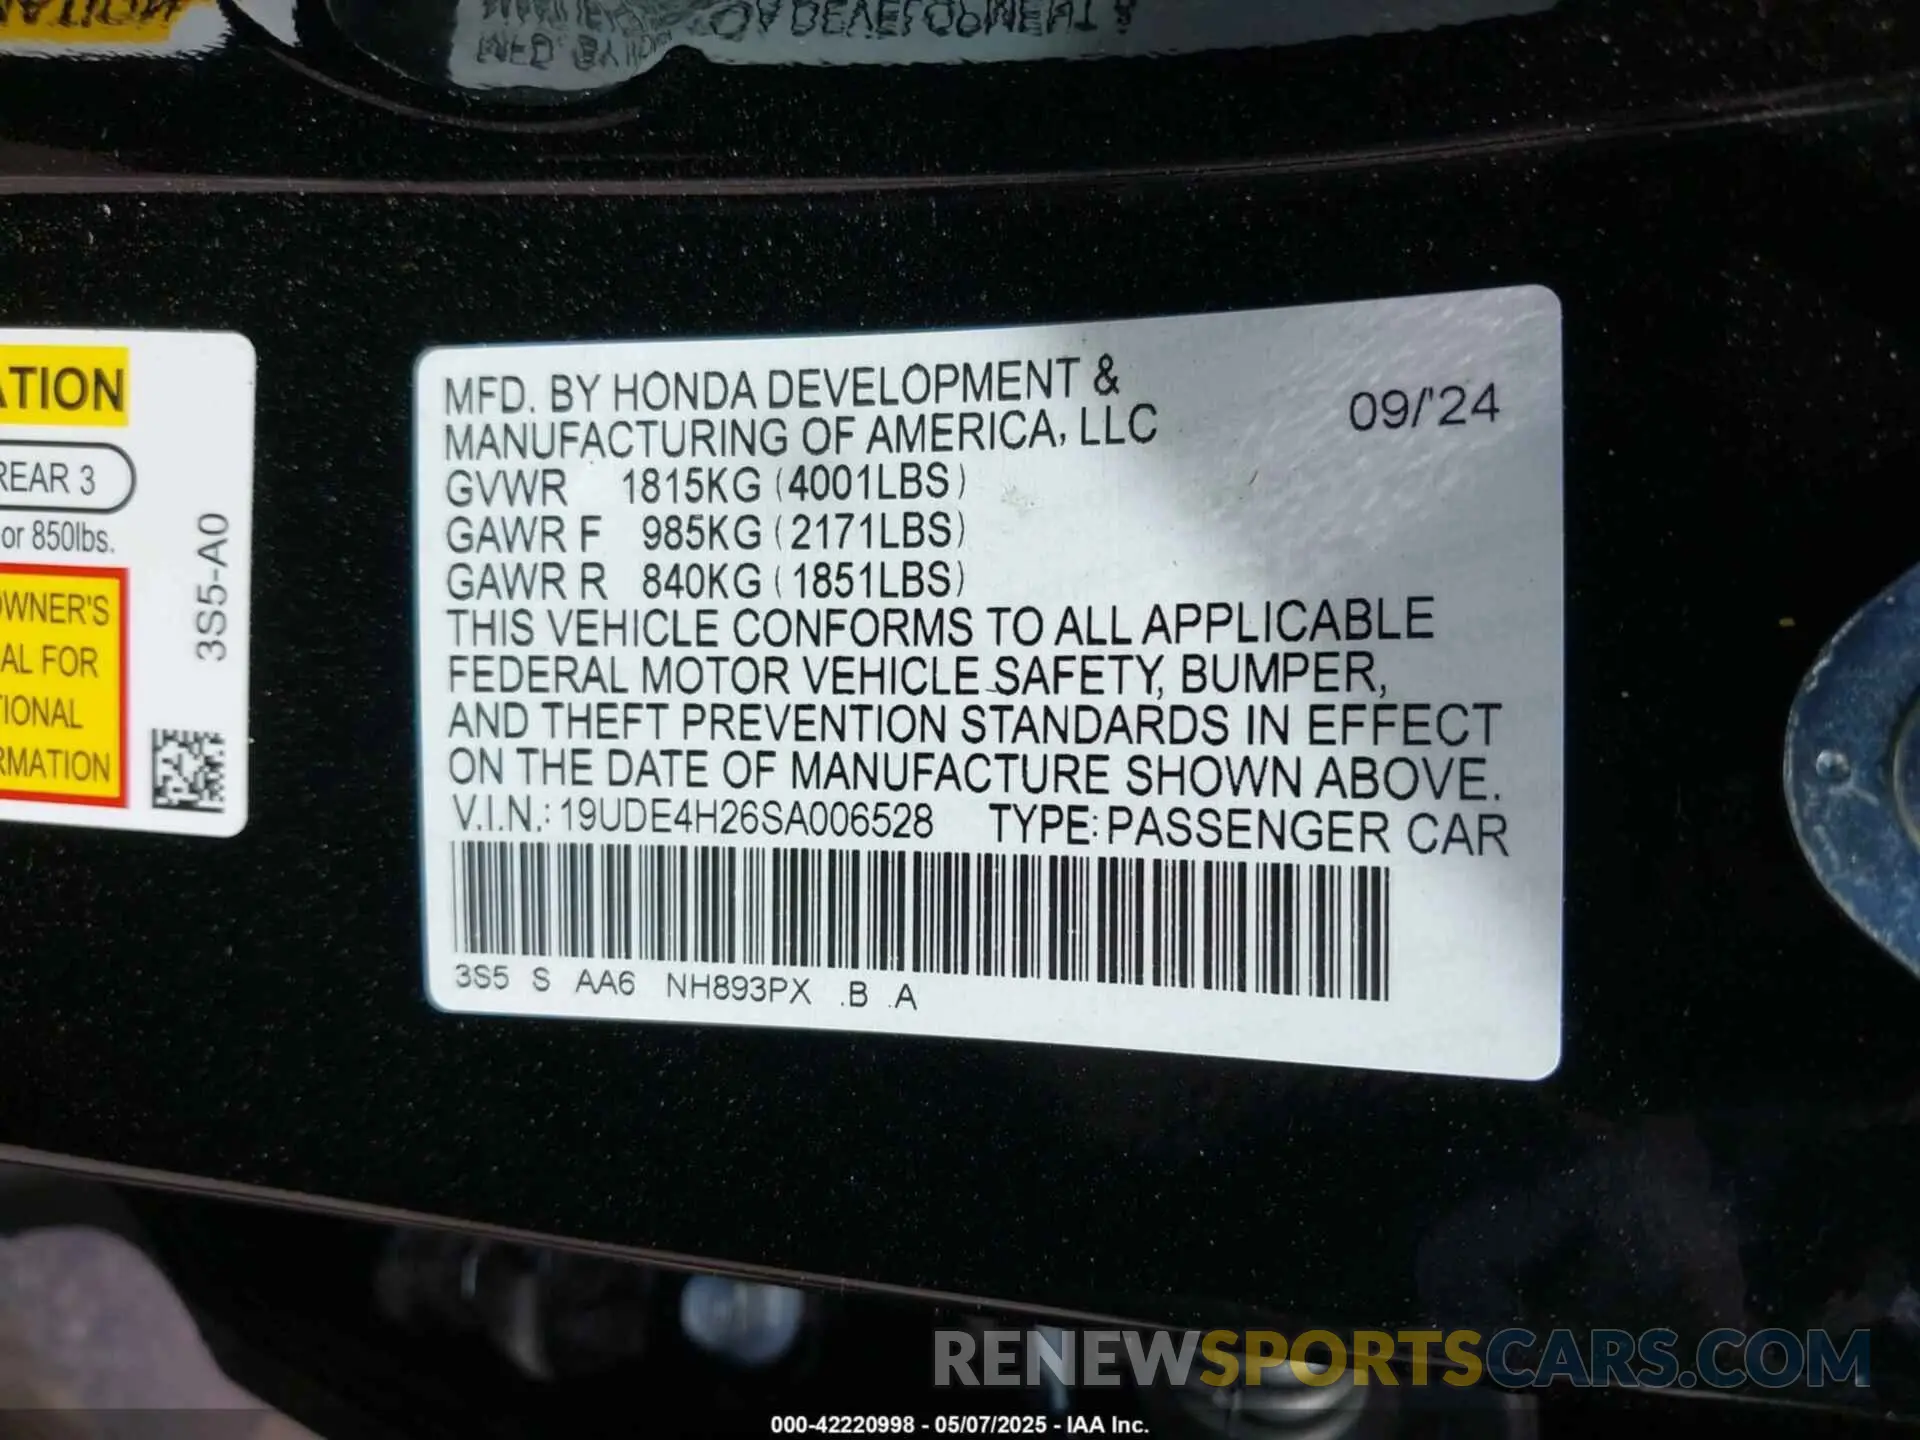 ATION
REAR 3
or 850lbs.
OWNER'S
AL FOR
TIONAL
RMATION
3S5-A0
MFD. BY HONDA DEVELOPMENT &
MANUFACTURING OF AMERICA, LLC
09/'24
GVWR 1815KG (4001LBS)
GAWR F 985KG (2171LBS)
GAWR R 840KG (1851LBS)
THIS VEHICLE CONFORMS TO ALL APPLICABLE
FEDERAL MOTOR VEHICLE SAFETY, BUMPER,
AND THEFT PREVENTION STANDARDS IN EFFECT
ON THE DATE OF MANUFACTURE SHOWN ABOVE.
V.I.N.: 19UDE4H26SA006528 TYPE: PASSENGER CAR
3S5 S AA6 NH893PX .B .A
RENEWSPORTSCARS.COM
000-42220998 - 05/07/2025 - IAA Inc.